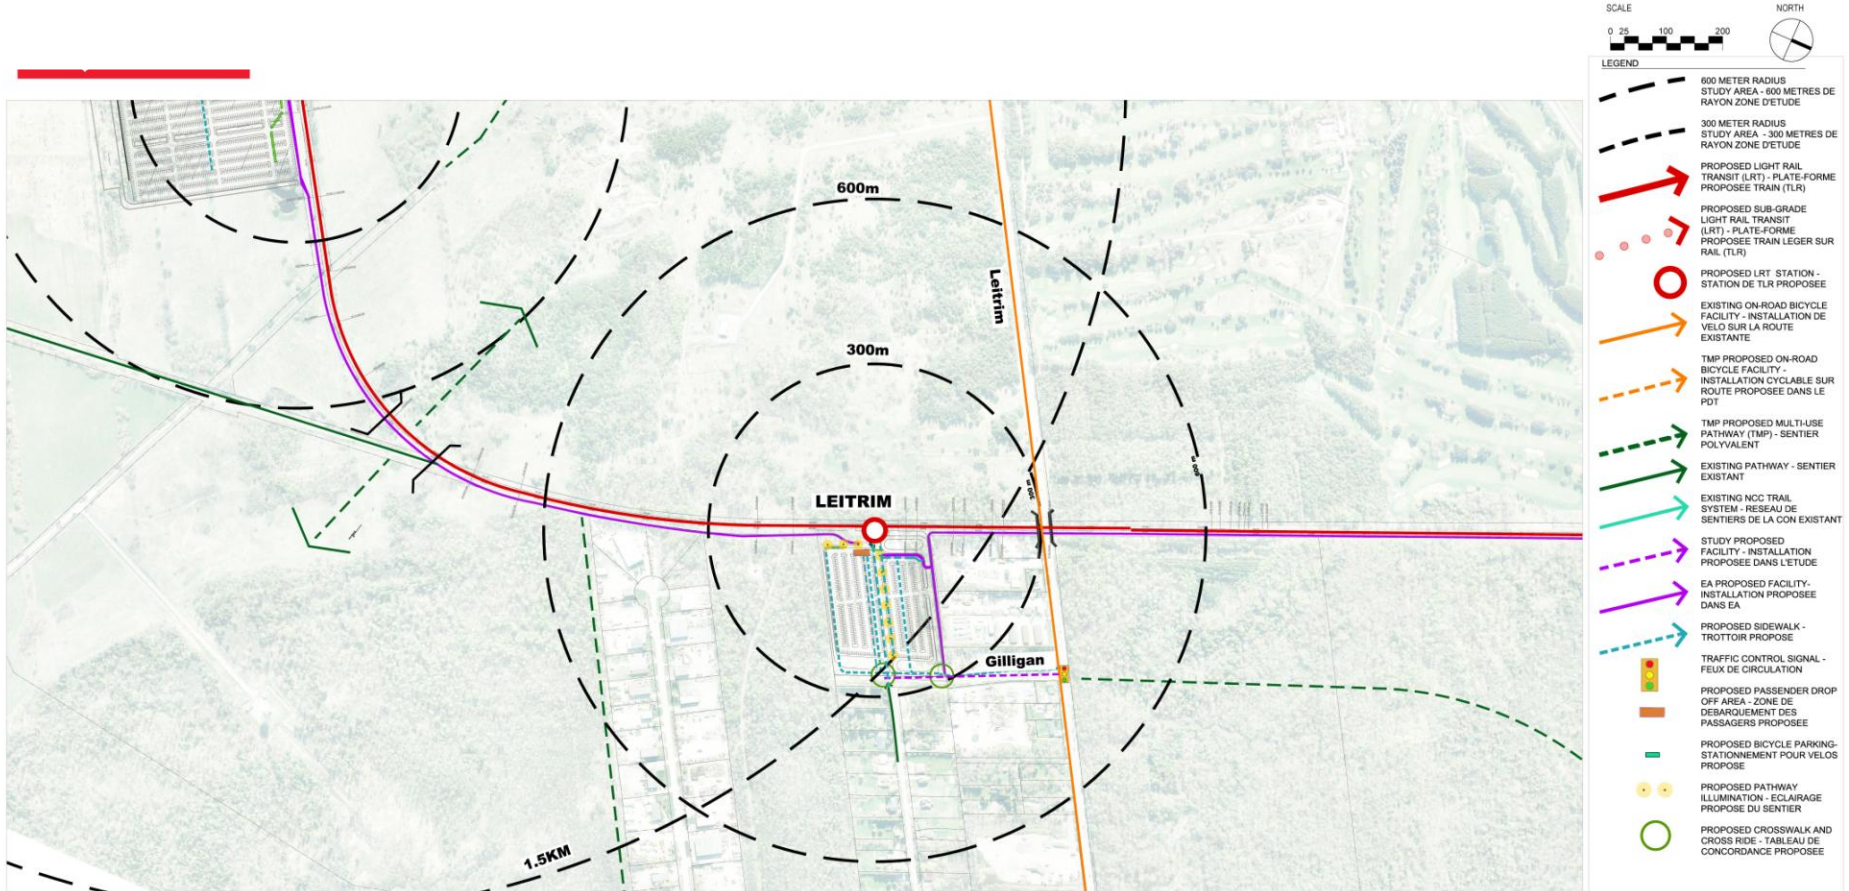 SCALE
NORTH
0 25 100 200
LEGEND
600 METER RADIUS
STUDY AREA - 600 METRES DE
RAYON ZONE D'ETUDE
300 METER RADIUS
STUDY AREA - 300 METRES DE
RAYON ZONE D'ETUDE
PROPOSED LIGHT RAIL
TRANSIT (LRT) - PLATE-FORME
PROPOSEE TRAIN (TLR)
PROPOSED SUB-GRADE
LIGHT RAIL TRANSIT
(LRT) - PLATE-FORME
PROPOSEE TRAIN LEGER SUR
RAIL (TLR)
PROPOSED LRT STATION -
STATION DE TLR PROPOSEE
EXISTING ON-ROAD BICYCLE
FACILITY - INSTALLATION DE
VELO SUR LA ROUTE
EXISTANTE
TMP PROPOSED ON-ROAD
BICYCLE FACILITY -
INSTALLATION CYCLABLE SUR
ROUTE PROPOSEE DANS LE
PDT
TMP PROPOSED MULTI-USE
PATHWAY (TMP) - SENTIER
POLYVALENT
EXISTING PATHWAY - SENTIER
EXISTANT
EXISTING NCC TRAIL
SYSTEM - RESEAU DE
SENTIERS DE LA CON EXISTANT
STUDY PROPOSED
FACILITY - INSTALLATION
PROPOSEE DANS L'ETUDE
EA PROPOSED FACILITY-
INSTALLATION PROPOSEE
DANS EA
PROPOSED SIDEWALK -
TROTTOIR PROPOSE
TRAFFIC CONTROL SIGNAL -
FEUX DE CIRCULATION
PROPOSED PASSENDER DROP
OFF AREA - ZONE DE
DEBARQUEMENT DES
PASSAGERS PROPOSEE
PROPOSED BICYCLE PARKING-
STATIONNEMENT POUR VELOS
PROPOSE
PROPOSED PATHWAY
ILLUMINATION - ECLAIRAGE
PROPOSE DU SENTIER
PROPOSED CROSSWALK AND
CROSS RIDE - TABLEAU DE
CONCORDANCE PROPOSEE
600m
Leitrim
300m
600 m
300 m
LEITRIM
Gilligan
1.5KM